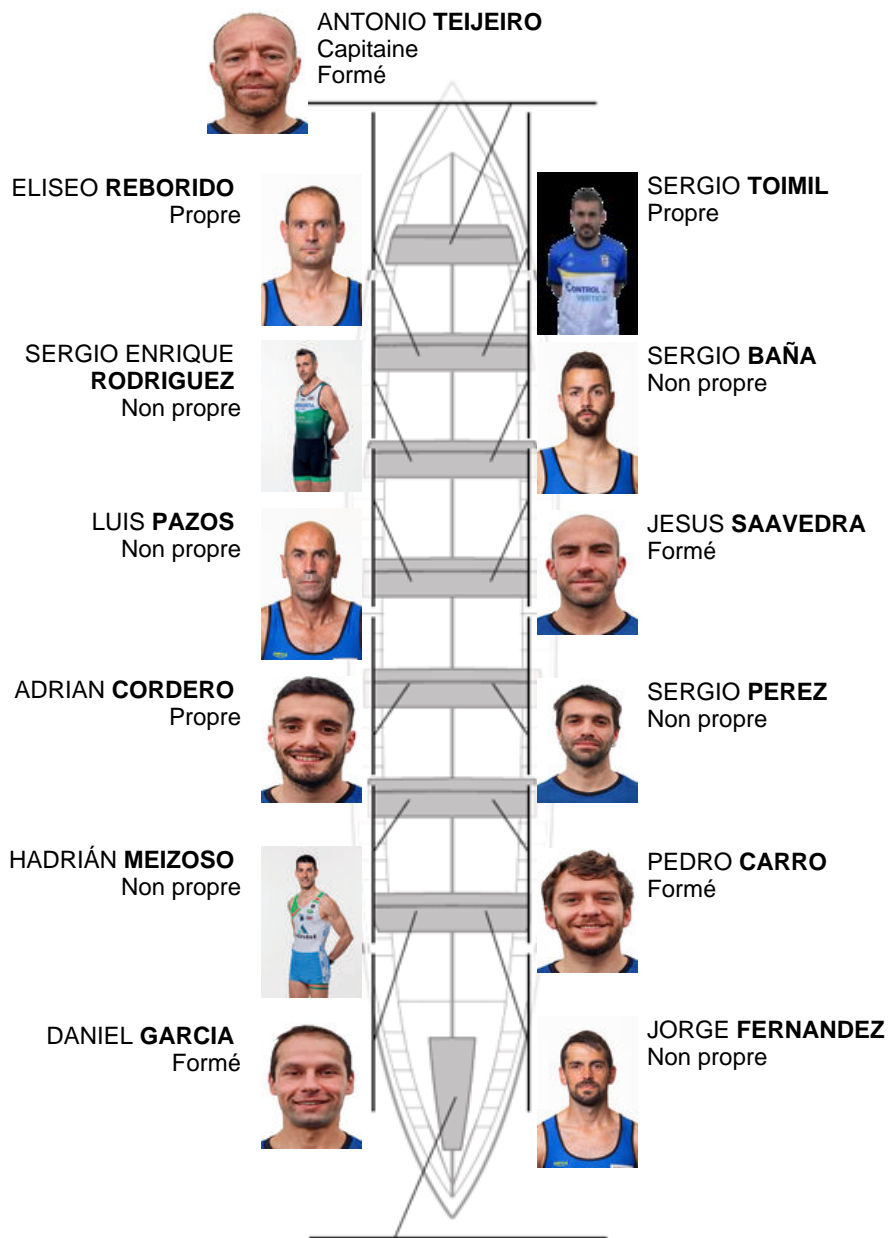 ANTONIO TEIJEIRO
Capitaine
Formé
ELISEO REBORIDO
Propre
SERGIO TOIMIL
Propre
CONTROL
VERTICAL
SERGIO ENRIQUE
RODRIGUEZ
Non propre
SERGIO BAÑA
Non propre
LUIS PAZOS
Non propre
JESUS SAAVEDRA
Formé
ADRIAN CORDERO
Propre
SERGIO PEREZ
Non propre
HADRIÁN MEIZOSO
Non propre
PEDRO CARRO
Formé
DANIEL GARCIA
Formé
JORGE FERNANDEZ
Non propre